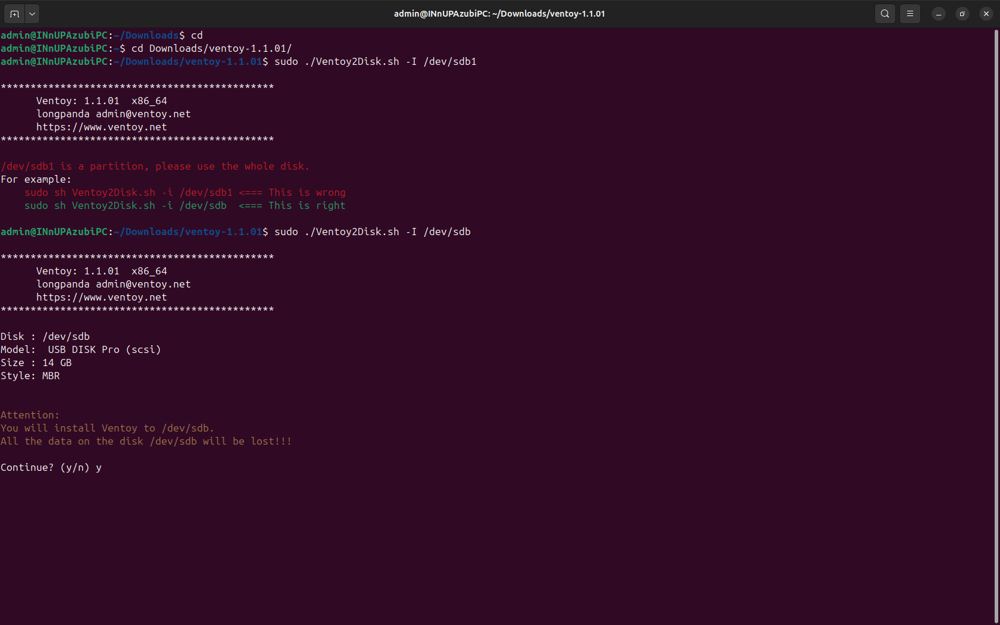 admin@INnUPAzubiPC: ~/Downloads/ventoy-1.1.01
admin@INnUPAzubiPC:~/Downloads$ cd
admin@INnUPAzubiPC:~$ cd Downloads/ventoy-1.1.01/
admin@INnUPAzubiPC:~/Downloads/ventoy-1.1.01$ sudo ./Ventoy2Disk.sh -I /dev/sdb1
**********************************************
      Ventoy: 1.1.01  x86_64
      longpanda admin@ventoy.net
      https://www.ventoy.net
**********************************************
/dev/sdb1 is a partition, please use the whole disk.
For example:
    sudo sh Ventoy2Disk.sh -i /dev/sdb1 <=== This is wrong
    sudo sh Ventoy2Disk.sh -i /dev/sdb  <=== This is right
admin@INnUPAzubiPC:~/Downloads/ventoy-1.1.01$ sudo ./Ventoy2Disk.sh -I /dev/sdb
**********************************************
      Ventoy: 1.1.01  x86_64
      longpanda admin@ventoy.net
      https://www.ventoy.net
**********************************************
Disk : /dev/sdb
Model:  USB DISK Pro (scsi)
Size : 14 GB
Style: MBR
Attention:
You will install Ventoy to /dev/sdb.
All the data on the disk /dev/sdb will be lost!!!
Continue? (y/n) y